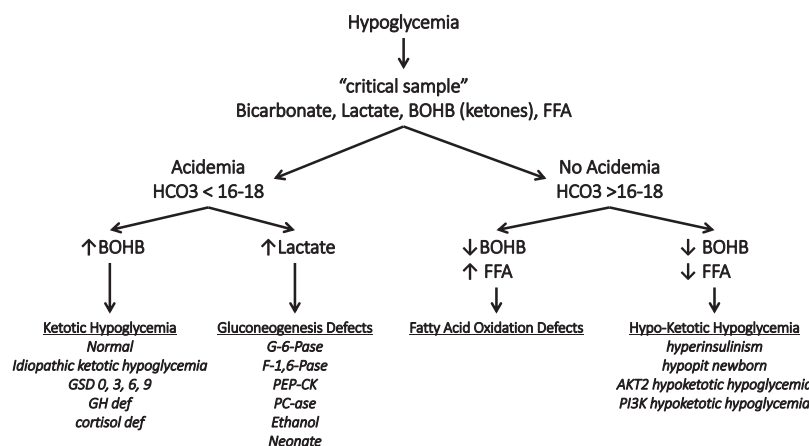 Hypoglycemia
“critical sample”
Bicarbonate, Lactate, BOHB (ketones), FFA
Acidemia
HCO3 < 16-18
No Acidemia
HCO3 >16-18
↑BOHB
↑Lactate
↓BOHB
↑ FFA
↓ BOHB
↓ FFA
Ketotic Hypoglycemia
Normal
Idiopathic ketotic hypoglycemia
GSD 0, 3, 6, 9
GH def
cortisol def
Gluconeogenesis Defects
G-6-Pase
F-1,6-Pase
PEP-CK
PC-ase
Ethanol
Neonate
Fatty Acid Oxidation Defects
Hypo-Ketotic Hypoglycemia
hyperinsulinism
hypopit newborn
AKT2 hypoketotic hypoglycemia
PI3K hypoketotic hypoglycemia